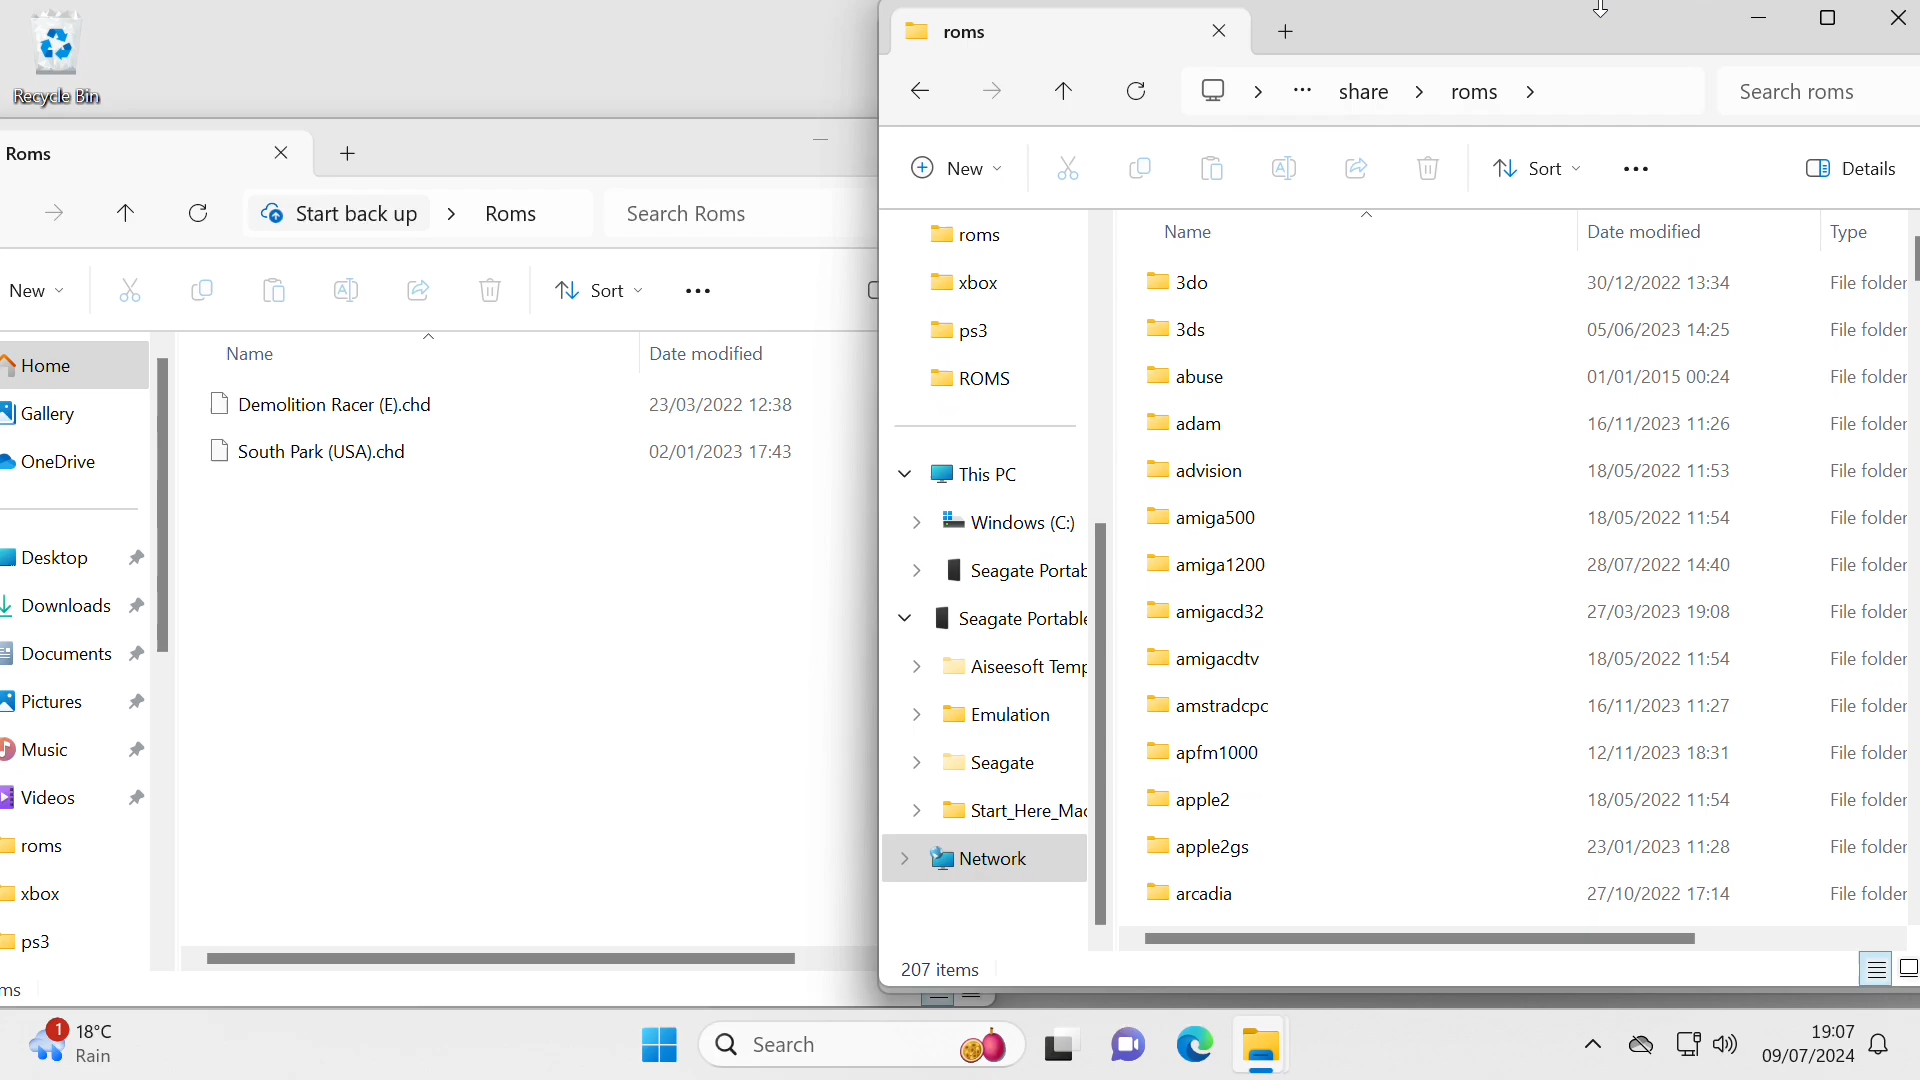 Recycle Bin
Roms
Start back up
Roms
Search Roms
New
Sort
Home
Gallery
OneDrive
Desktop
Downloads
Documents
Pictures
Music
Videos
roms
xbox
ps3
Name
Date modified
Demolition Racer (E).chd
23/03/2022 12:38
South Park (USA).chd
02/01/2023 17:43
ms
roms
share
roms
Search roms
New
Sort
Details
roms
xbox
ps3
ROMS
This PC
Windows (C:)
Seagate Portab
Seagate Portable
Aiseesoft Temp
Emulation
Seagate
Start_Here_Mac
Network
Name
Date modified
Type
3do
30/12/2022 13:34
File folder
3ds
05/06/2023 14:25
File folder
abuse
01/01/2015 00:24
File folder
adam
16/11/2023 11:26
File folder
advision
18/05/2022 11:53
File folder
amiga500
18/05/2022 11:54
File folder
amiga1200
28/07/2022 14:40
File folder
amigacd32
27/03/2023 19:08
File folder
amigacdtv
18/05/2022 11:54
File folder
amstradcpc
16/11/2023 11:27
File folder
apfm1000
12/11/2023 18:31
File folder
apple2
18/05/2022 11:54
File folder
apple2gs
23/01/2023 11:28
File folder
arcadia
27/10/2022 17:14
File folder
207 items
1
18°C
Rain
Search
19:07
09/07/2024